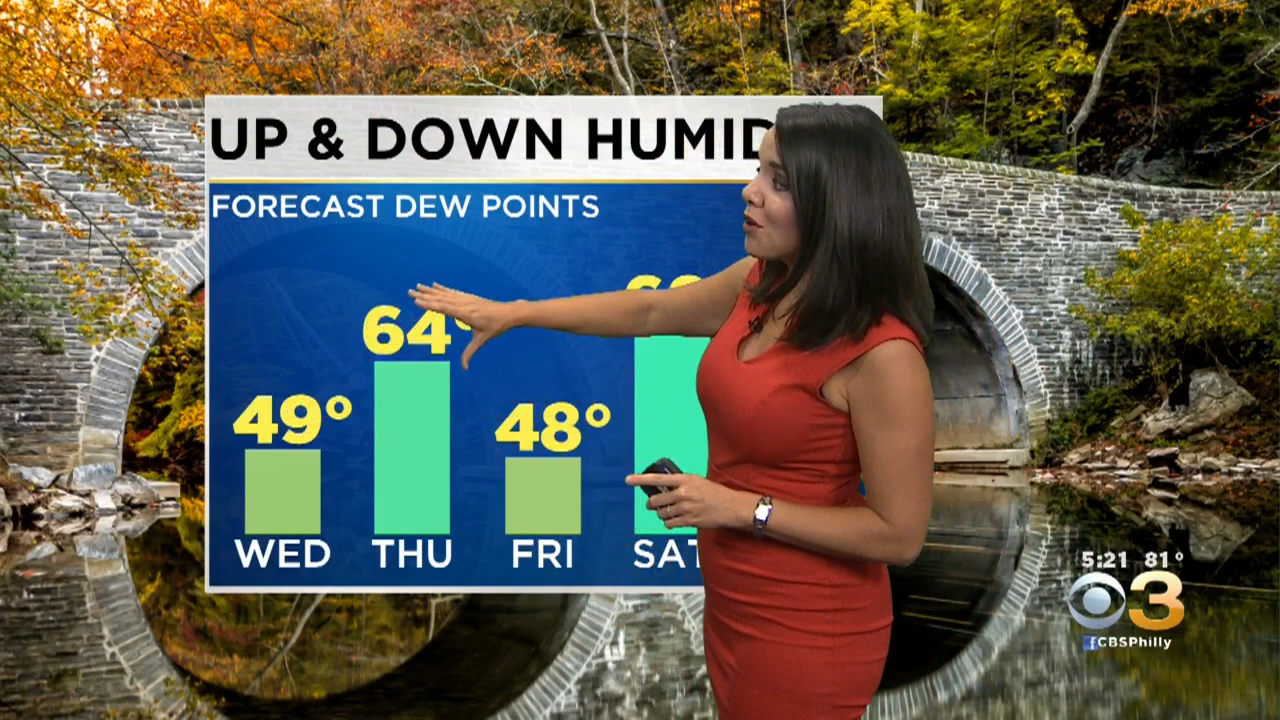 UP & DOWN HUMID
FORECAST DEW POINTS
49°
64°
48°
WED
THU
FRI
SAT
5:21 81°
3
f CBSPhilly